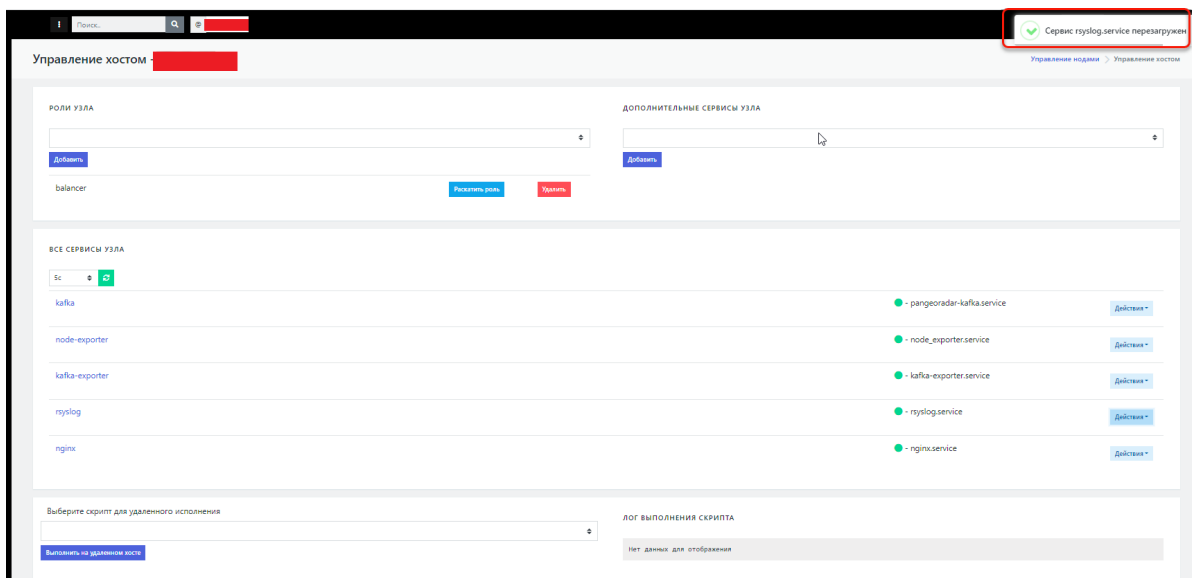 Поиск..
@
Сервис rsyslog.service перезагружен
Управление хостом -
Управление нодами > Управление хостом
РОЛИ УЗЛА
ДОПОЛНИТЕЛЬНЫЕ СЕРВИСЫ УЗЛА
Добавить
Добавить
balancer
Раскатить роль
Удалить
ВСЕ СЕРВИСЫ УЗЛА
5с
kafka
- pangeoradar-kafka.service
Действия
node-exporter
- node_exporter.service
Действия
kafka-exporter
- kafka-exporter.service
Действия
rsyslog
- rsyslog.service
Действия
nginx
- nginx.service
Действия
Выберите скрипт для удаленного исполнения
ЛОГ ВЫПОЛНЕНИЯ СКРИПТА
Выполнить на удаленном хосте
Нет данных для отображения